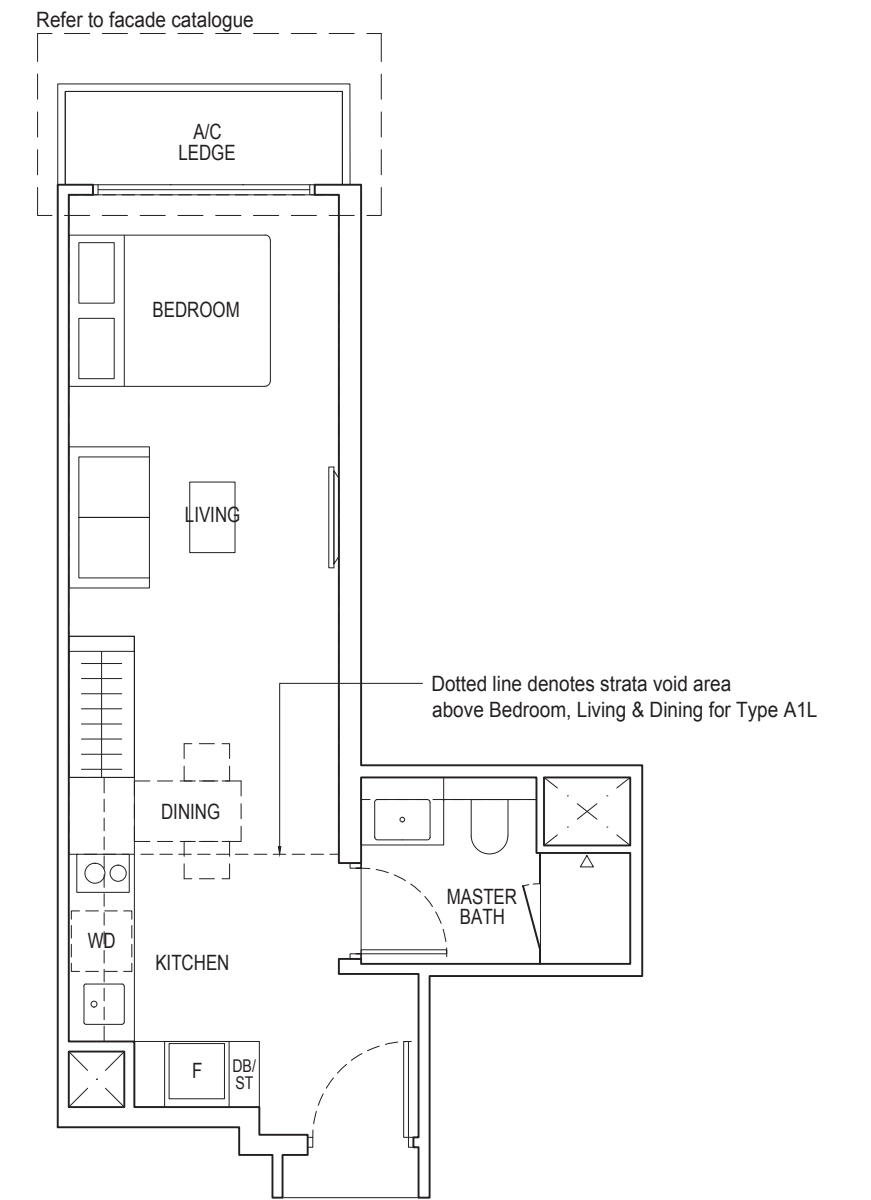 Refer to facade catalogue
A/C
LEDGE
BEDROOM
LIVING
Dotted line denotes strata void area
above Bedroom, Living & Dining for Type A1L
DINING
MASTER
BATH
WD
KITCHEN
F
DB/
ST